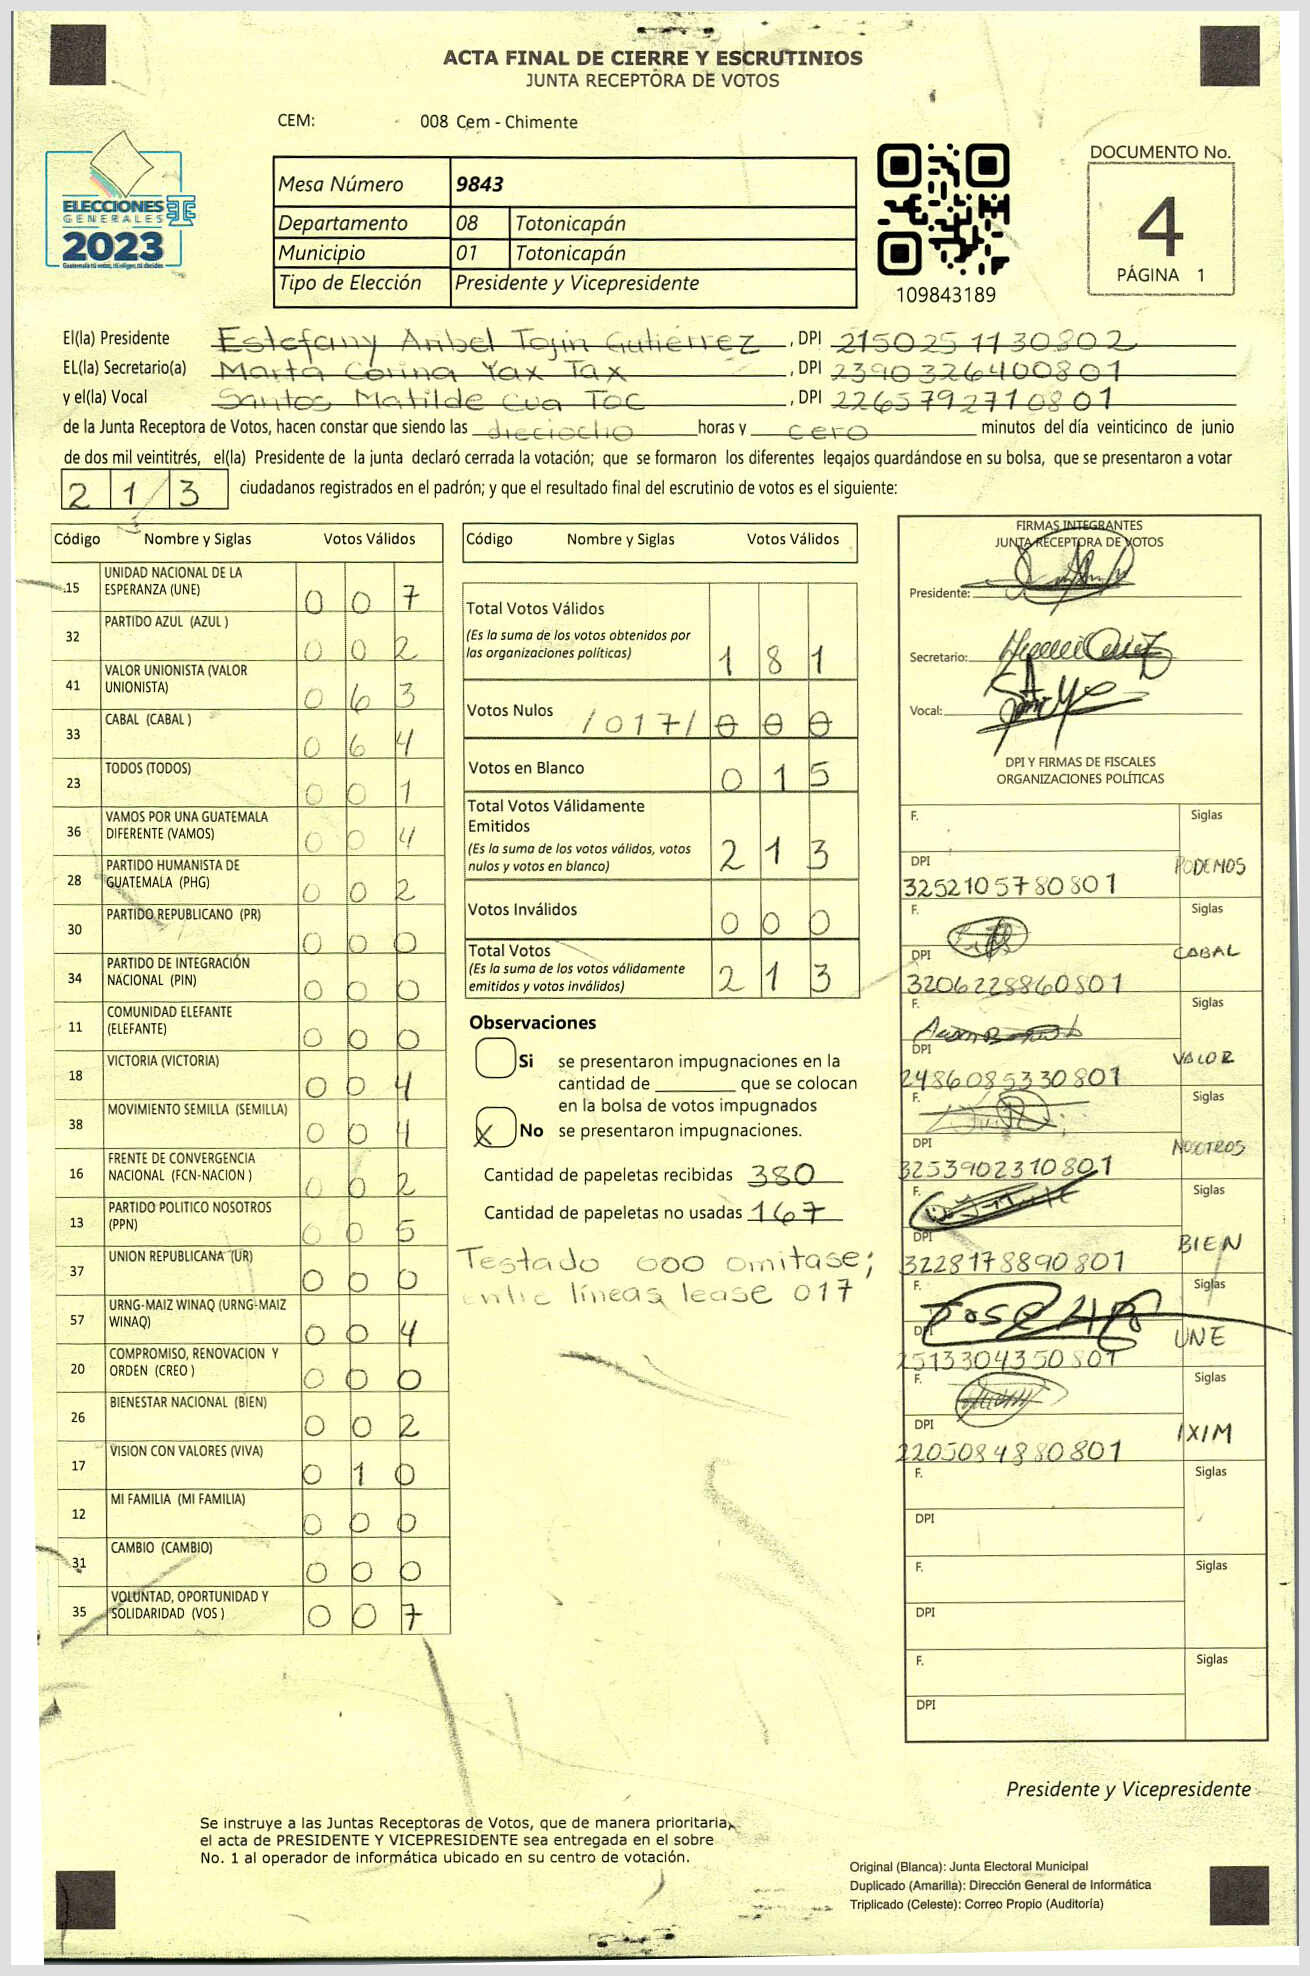 ACTA FINAL DE CIERRE Y ESCRUTINIOS
JUNTA RECEPTORA DE VOTOS
CEM: 008 Cem - Chimente
ELECCIONES
GENERALES
2023
Guatemala tú votas, tú eliges, tú decides
Mesa Número 9843
Departamento 08 Totonicapán
Municipio 01 Totonicapán
Tipo de Elección Presidente y Vicepresidente
109843189
DOCUMENTO No.
4
PÁGINA 1
El(la) Presidente Estefany Anbel Tojin Gutiérrez, DPI 2150251130802
EL(la) Secretario(a) Marta Corina Yax Tax, DPI 2390326400801
y el(la) Vocal Santos Matilde Cua Toc, DPI 2265792710801
de la Junta Receptora de Votos, hacen constar que siendo las dieciocho horas y cero minutos del día veinticinco de junio
de dos mil veintitrés, el(la) Presidente de la junta declaró cerrada la votación; que se formaron los diferentes legajos guardándose en su bolsa, que se presentaron a votar
213 ciudadanos registrados en el padrón; y que el resultado final del escrutinio de votos es el siguiente:
Código Nombre y Siglas Votos Válidos
15 UNIDAD NACIONAL DE LA ESPERANZA (UNE) 0 0 7
32 PARTIDO AZUL (AZUL ) 0 0 2
41 VALOR UNIONISTA (VALOR UNIONISTA) 0 6 3
33 CABAL (CABAL ) 0 6 4
23 TODOS (TODOS) 0 0 1
36 VAMOS POR UNA GUATEMALA DIFERENTE (VAMOS) 0 0 4
28 PARTIDO HUMANISTA DE GUATEMALA (PHG) 0 0 2
30 PARTIDO REPUBLICANO (PR) 0 0 0
34 PARTIDO DE INTEGRACIÓN NACIONAL (PIN) 0 0 0
11 COMUNIDAD ELEFANTE (ELEFANTE) 0 0 0
18 VICTORIA (VICTORIA) 0 0 4
38 MOVIMIENTO SEMILLA (SEMILLA) 0 0 4
16 FRENTE DE CONVERGENCIA NACIONAL (FCN-NACION ) 0 0 2
13 PARTIDO POLITICO NOSOTROS (PPN) 0 0 5
37 UNION REPUBLICANA (UR) 0 0 0
57 URNG-MAIZ WINAQ (URNG-MAIZ WINAQ) 0 0 4
20 COMPROMISO, RENOVACION Y ORDEN (CREO ) 0 0 0
26 BIENESTAR NACIONAL (BIEN) 0 0 2
17 VISION CON VALORES (VIVA) 0 1 0
12 MI FAMILIA (MI FAMILIA) 0 0 0
31 CAMBIO (CAMBIO) 0 0 0
35 VOLUNTAD, OPORTUNIDAD Y SOLIDARIDAD (VOS ) 0 0 7
Código Nombre y Siglas Votos Válidos
Total Votos Válidos
(Es la suma de los votos obtenidos por
las organizaciones políticas) 1 8 1
Votos Nulos /017/ 0 0 0
Votos en Blanco 0 1 5
Total Votos Válidamente
Emitidos
(Es la suma de los votos válidos, votos
nulos y votos en blanco) 2 1 3
Votos Inválidos 0 0 0
Total Votos
(Es la suma de los votos válidamente
emitidos y votos inválidos) 2 1 3
Observaciones
Si se presentaron impugnaciones en la
cantidad de ________ que se colocan
en la bolsa de votos impugnados
X No se presentaron impugnaciones.
Cantidad de papeletas recibidas 380
Cantidad de papeletas no usadas 167
Testado 000 omitase;
entre líneas lease 017
FIRMAS INTEGRANTES
JUNTA RECEPTORA DE VOTOS
Presidente:
Secretario:
Vocal:
DPI Y FIRMAS DE FISCALES
ORGANIZACIONES POLÍTICAS
F. Siglas
DPI PODEMOS
3252105780801
F. Siglas
DPI CABAL
3206228860801
F. Siglas
DPI VALOR
2486085330801
F. Siglas
DPI NOSOTROS
3253902310801
F. Siglas
DPI BIEN
3228178890801
F. Siglas
DPI UNE
2513304350801
F. Siglas
DPI IXIM
2205084880801
F. Siglas
DPI
F. Siglas
DPI
F. Siglas
DPI
Presidente y Vicepresidente
Se instruye a las Juntas Receptoras de Votos, que de manera prioritaria,
el acta de PRESIDENTE Y VICEPRESIDENTE sea entregada en el sobre
No. 1 al operador de informática ubicado en su centro de votación.
Original (Blanca): Junta Electoral Municipal
Duplicado (Amarilla): Dirección General de Informática
Triplicado (Celeste): Correo Propio (Auditoría)